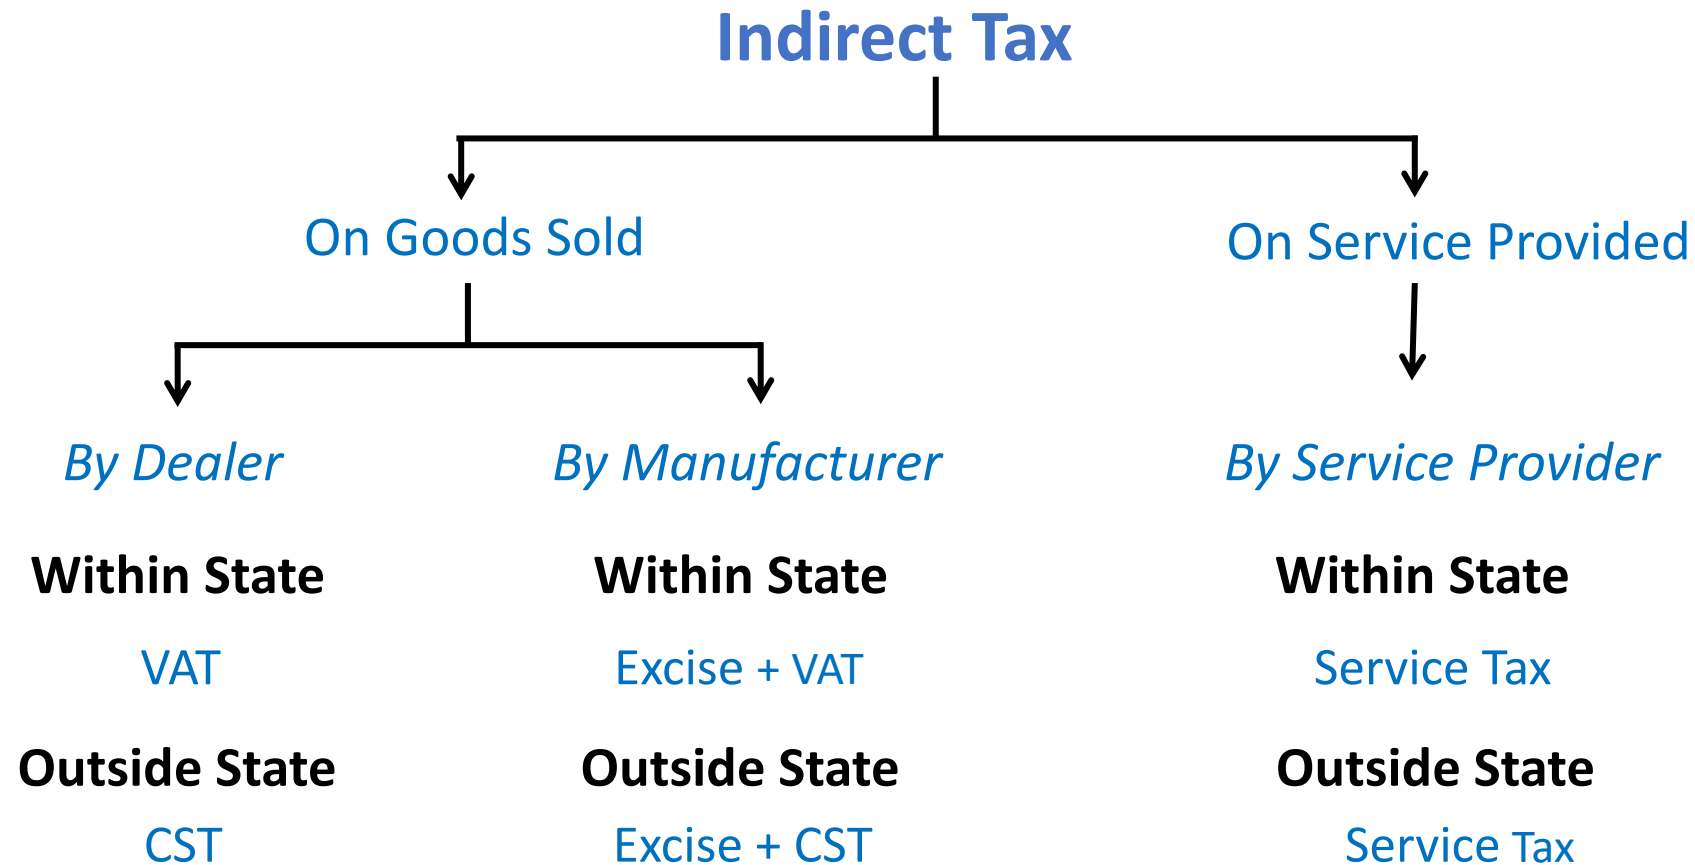 Indirect Tax
On Goods Sold
On Service Provided
By Dealer
By Manufacturer
By Service Provider
Within State
Within State
Within State
VAT
Excise + VAT
Service Tax
Outside State
Outside State
Outside State
CST
Excise + CST
Service Tax